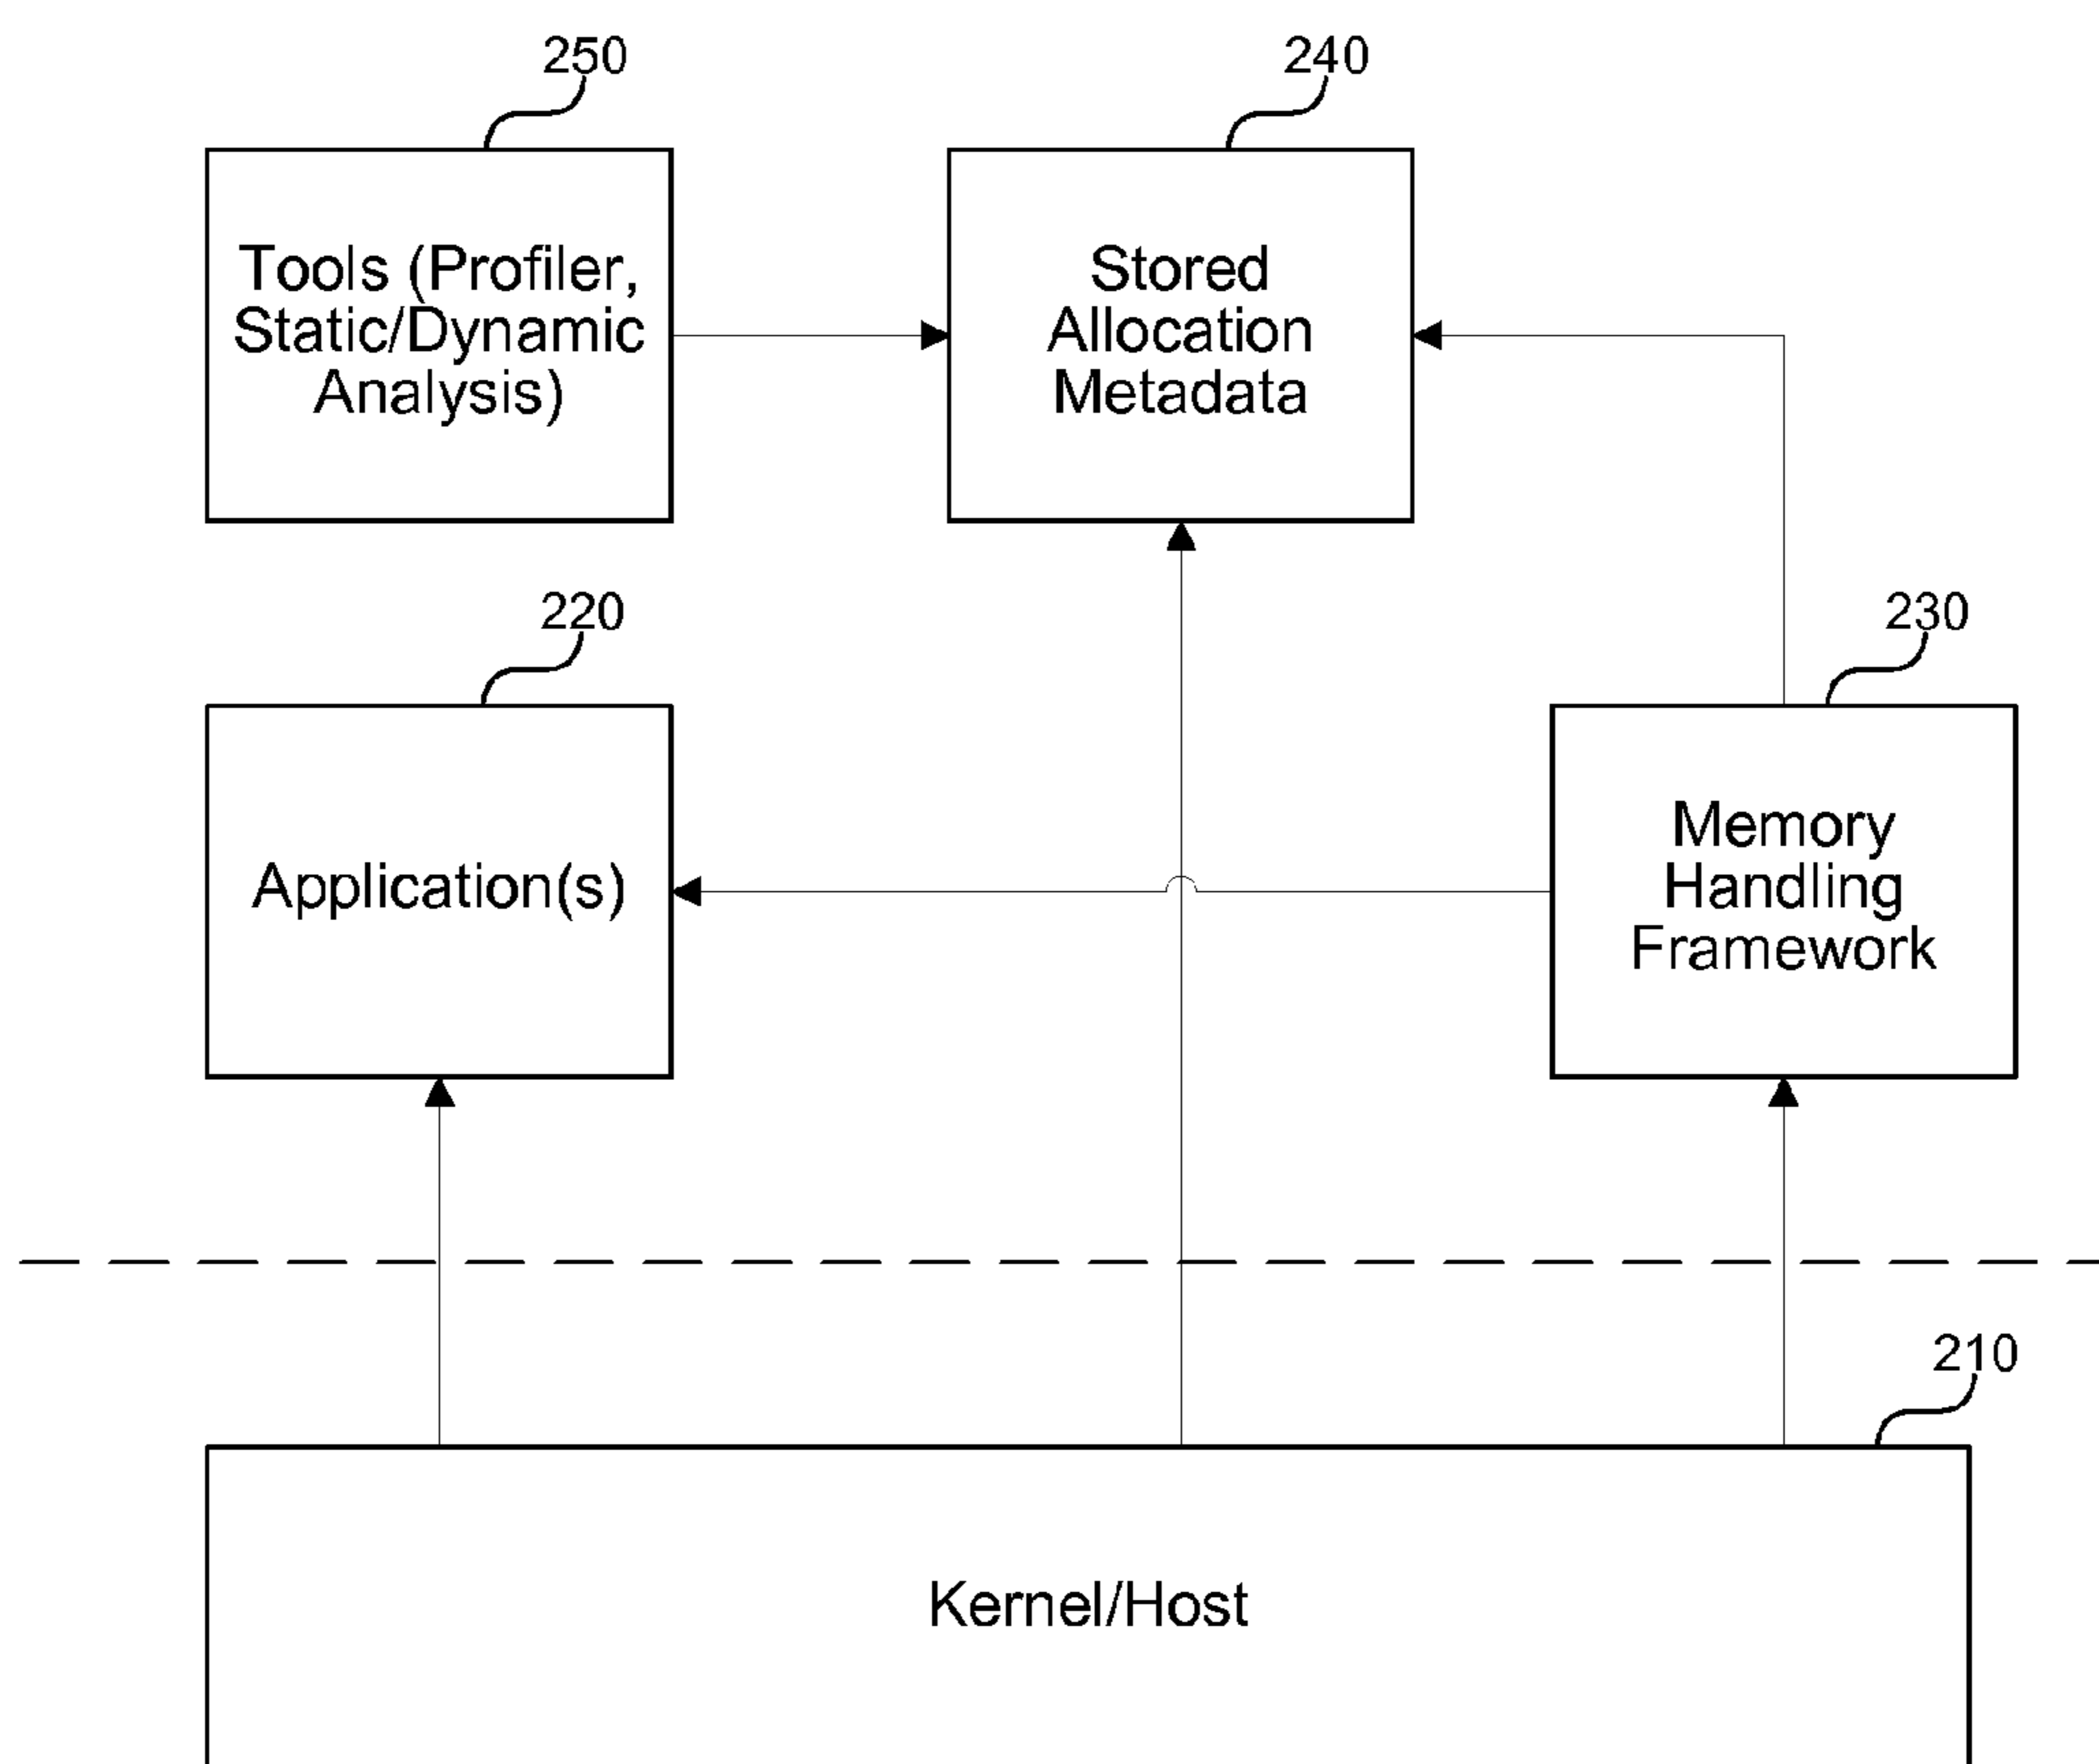 250
240
Tools (Profiler,
Static/Dynamic
Analysis)
Stored
Allocation
Metadata
220
230
Application(s)
Memory
Handling
Framework
210
Kernel/Host